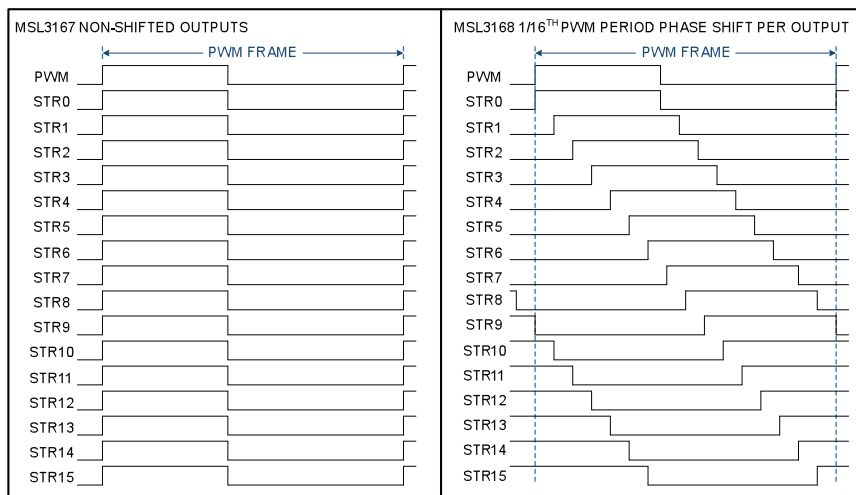 MSL3167 NON-SHIFTED OUTPUTS
PWM FRAME
PWM
STR0
STR1
STR2
STR3
STR4
STR5
STR6
STR7
STR8
STR9
STR10
STR11
STR12
STR13
STR14
STR15
MSL3168 1/16TH PWM PERIOD PHASE SHIFT PER OUTPUT
PWM FRAME
PWM
STR0
STR1
STR2
STR3
STR4
STR5
STR6
STR7
STR8
STR9
STR10
STR11
STR12
STR13
STR14
STR15